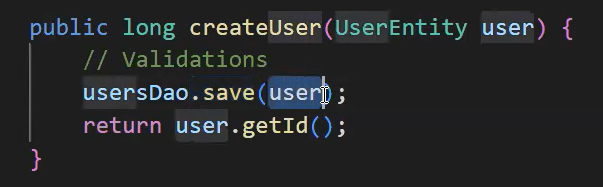 public long createUser(UserEntity user) {
// Validations
usersDao.save(user);
return user.getId();
}